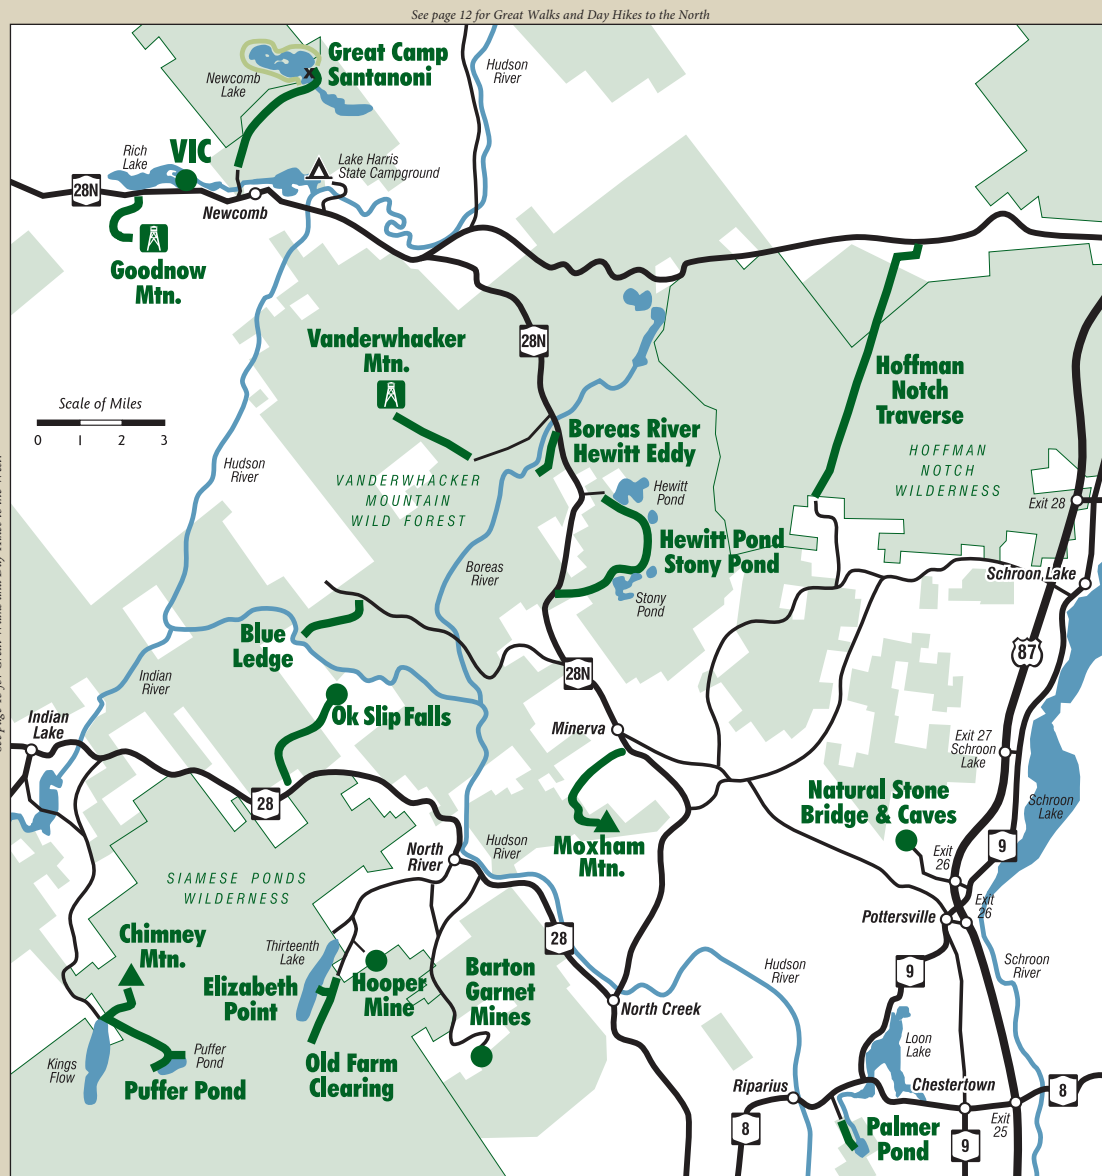 See page 12 for Great Walks and Day Hikes to the North
Great Camp
Santanoni
x
Newcomb
Lake
Hudson
River
VIC
Rich
Lake
Lake Harris
State Campground
28N
Newcomb
Goodnow
Mtn.
Vanderwhacker
Mtn.
28N
Hoffman
Notch
Traverse
Scale of Miles
0 1 2 3
Boreas River
Hewitt Eddy
HOFFMAN
NOTCH
WILDERNESS
Hudson
River
VANDERWHACKER
MOUNTAIN
WILD FOREST
Hewitt
Pond
Exit 28
Hewitt Pond
Stony Pond
Boreas
River
Schroon Lake
Stony
Pond
Blue
Ledge
87
Indian
River
28N
Ok Slip Falls
Indian
Lake
Minerva
Exit 27
Schroon
Lake
Natural Stone
Bridge & Caves
28
Schroon
Lake
Moxham
Mtn.
Hudson
River
North
River
9
Exit
26
SIAMESE PONDS
WILDERNESS
Exit
26
Pottersville
Chimney
Mtn.
28
Thirteenth
Lake
Barton
Garnet
Mines
Hooper
Mine
Elizabeth
Point
9
Hudson
River
Schroon
River
North Creek
Kings
Flow
Puffer
Pond
Puffer Pond
Old Farm
Clearing
Loon
Lake
Riparius
Chestertown
8
8
Exit
25
Palmer
Pond
9